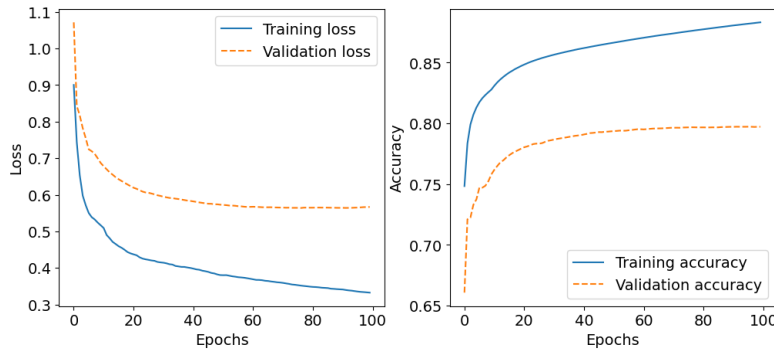 1.1
1.0
0.9
0.8
0.7
0.6
0.5
0.4
0.3
Loss
Training loss
Validation loss
0 20 40 60 80 100
Epochs
0.85
0.80
0.75
0.70
0.65
Accuracy
Training accuracy
Validation accuracy
0 20 40 60 80 100
Epochs